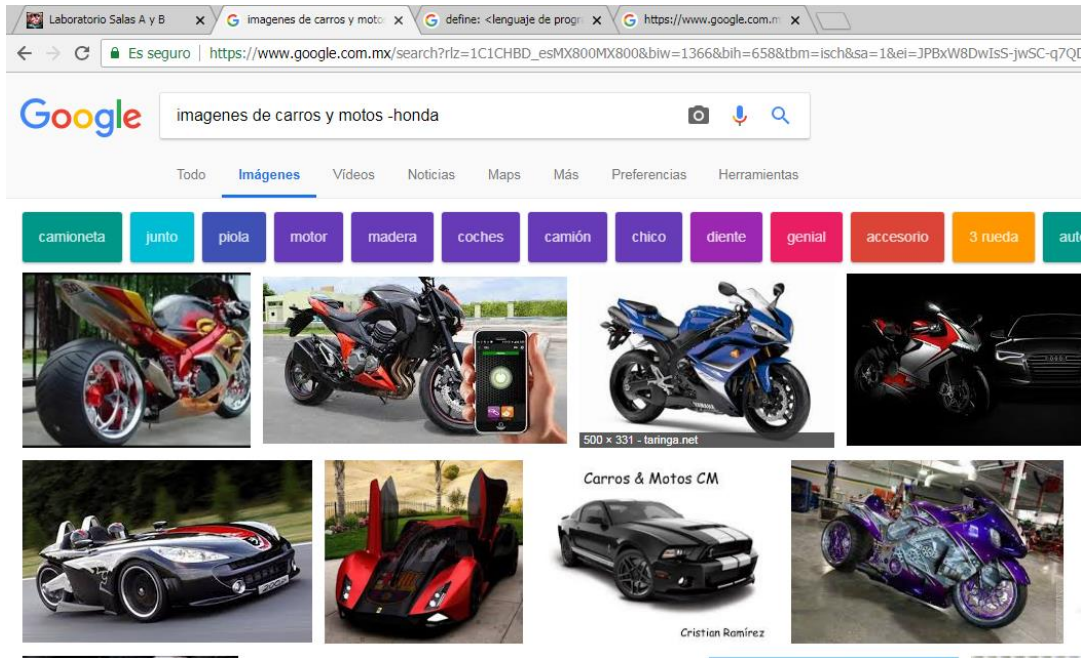 Laboratorio Salas A y B
imagenes de carros y motos
define: <lenguaje de progr
https://www.google.com.m
Es seguro | https://www.google.com.mx/search?rlz=1C1CHBD_esMX800MX800&biw=1366&bih=658&tbm=isch&sa=1&ei=JPBxW8DwIsS-jwSC-q7QD
Google
imagenes de carros y motos -honda
Todo Imágenes Vídeos Noticias Maps Más Preferencias Herramientas
camioneta junto piola motor madera coches camión chico diente genial accesorio 3 rueda auto
YAMAHA
500 × 331 - taringa.net
Carros & Motos CM
Cristian Ramírez